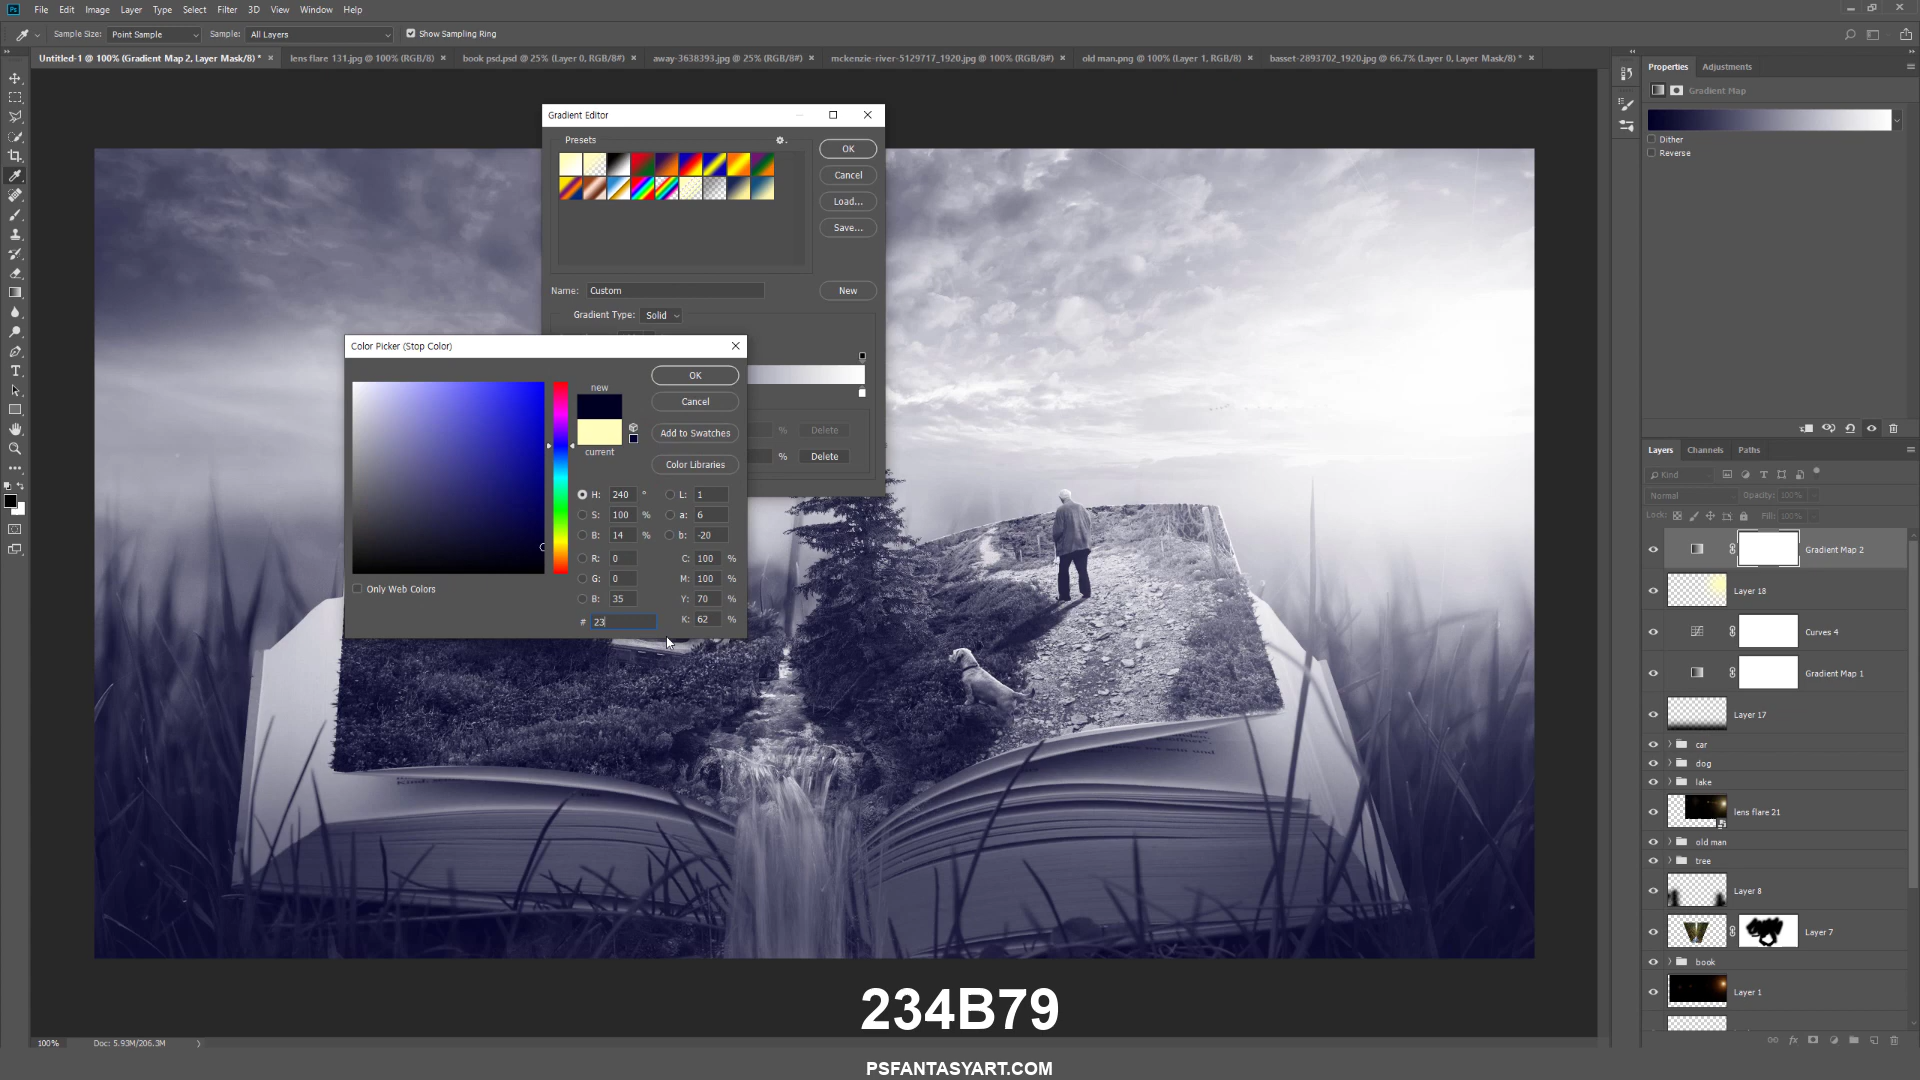 Ps File Edit Image Layer Type Select Filter 3D View Window Help
Sample Size: Point Sample Sample: All Layers Show Sampling Ring
Untitled-1 @ 100% (Gradient Map 2, Layer Mask/8) * × lens flare 131.jpg @ 100% (RGB/8) × book psd.psd @ 25% (Layer 0, RGB/8#) × away-3638393.jpg @ 25% (RGB/8#) × mckenzie-river-5129717_1920.jpg @ 100% (RGB/8#) × old man.png @ 100% (Layer 1, RGB/8) × basset-2893702_1920.jpg @ 66.7% (Layer 0, Layer Mask/8) * ×
Properties Adjustments
Gradient Map
Dither
Reverse
Gradient Editor
Presets
OK
Cancel
Load...
Save...
Name: Custom
New
Gradient Type: Solid
% Delete
% Delete
Color Picker (Stop Color)
new
current
OK
Cancel
Add to Swatches
Color Libraries
H: 240 ° L: 1
S: 100 % a: 6
B: 14 % b: -20
R: 0 C: 100 %
G: 0 M: 100 %
B: 35 Y: 70 %
# 23 K: 62 %
Only Web Colors
Layers Channels Paths
Kind
Normal Opacity: 100%
Lock: Fill: 100%
Gradient Map 2
Layer 18
Curves 4
Gradient Map 1
Layer 17
car
dog
lake
lens flare 21
old man
tree
Layer 8
Layer 7
book
Layer 1
234B79
100% Doc: 5.93M/206.3M
PSFANTASYART.COM